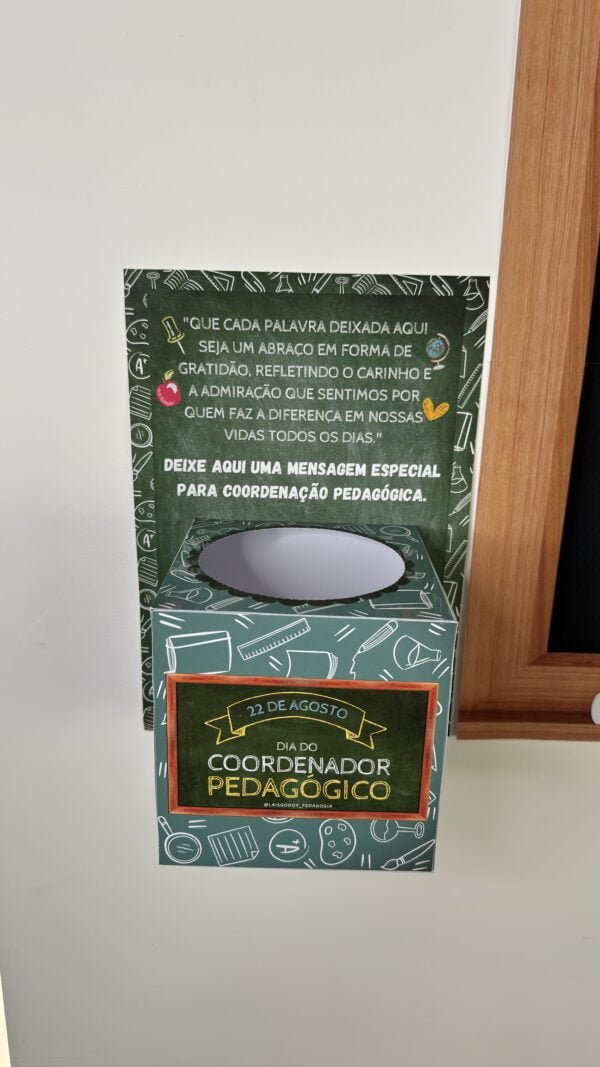 "QUE CADA PALAVRA DEIXADA AQUI
SEJA UM ABRAÇO EM FORMA DE
GRATIDÃO, REFLETINDO O CARINHO E
A ADMIRAÇÃO QUE SENTIMOS POR
QUEM FAZ A DIFERENÇA EM NOSSAS
VIDAS TODOS OS DIAS."
DEIXE AQUI UMA MENSAGEM ESPECIAL
PARA COORDENAÇÃO PEDAGÓGICA.
22 DE AGOSTO
DIA DO
COORDENADOR
PEDAGÓGICO
@LAISGODOY_PEDAGOGIA
A+
A+
A+